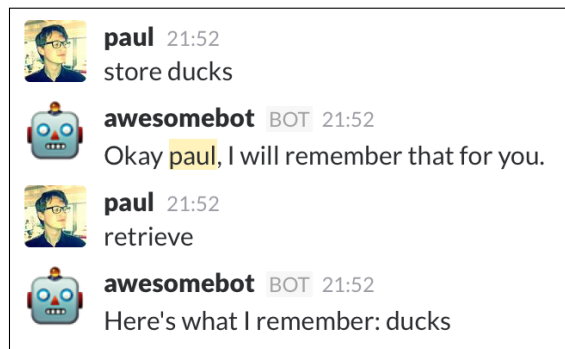 paul 21:52
store ducks
awesomebot BOT 21:52
Okay paul, I will remember that for you.
paul 21:52
retrieve
awesomebot BOT 21:52
Here's what I remember: ducks